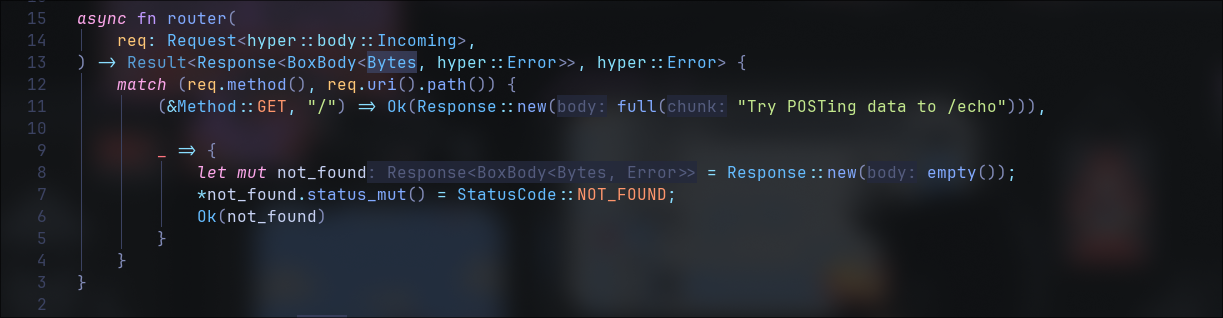 15 async fn router(
14 req: Request<hyper::body::Incoming>,
13 ) -> Result<Response<BoxBody<Bytes, hyper::Error>>, hyper::Error> {
12 match (req.method(), req.uri().path()) {
11 (&Method::GET, "/") => Ok(Response::new(body: full(chunk: "Try POSTing data to /echo"))),
10
9 _ => {
8 let mut not_found: Response<BoxBody<Bytes, Error>> = Response::new(body: empty());
7 *not_found.status_mut() = StatusCode::NOT_FOUND;
6 Ok(not_found)
5 }
4 }
3 }
2